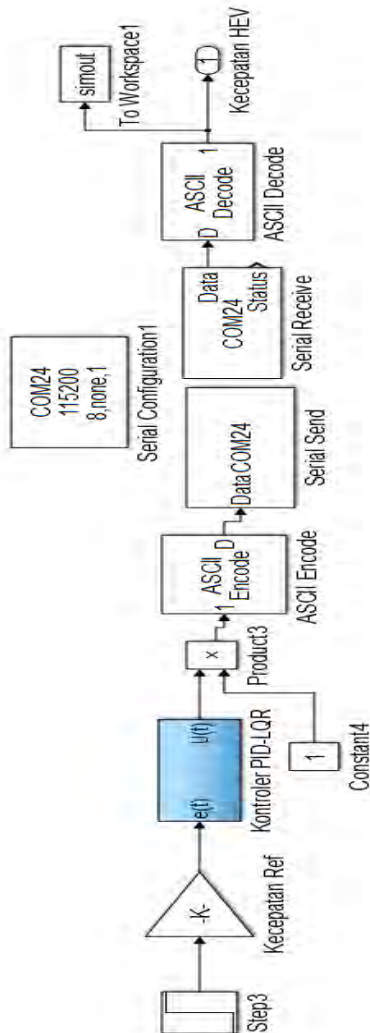 Step3
-K-
Kecepatan Ref
e(t) µ(t)
Kontroler PID-LQR
1
Constant4
x
Product3
1 ASCII D
Encode
ASCII Encode
DataCOM24
Serial Send
COM24
115200
8,none,1
Serial Configuration1
Data
COM24
Status
Serial Receive
D ASCII 1
Decode
ASCII Decode
simout
To Workspace1
1
Kecepatan HEV